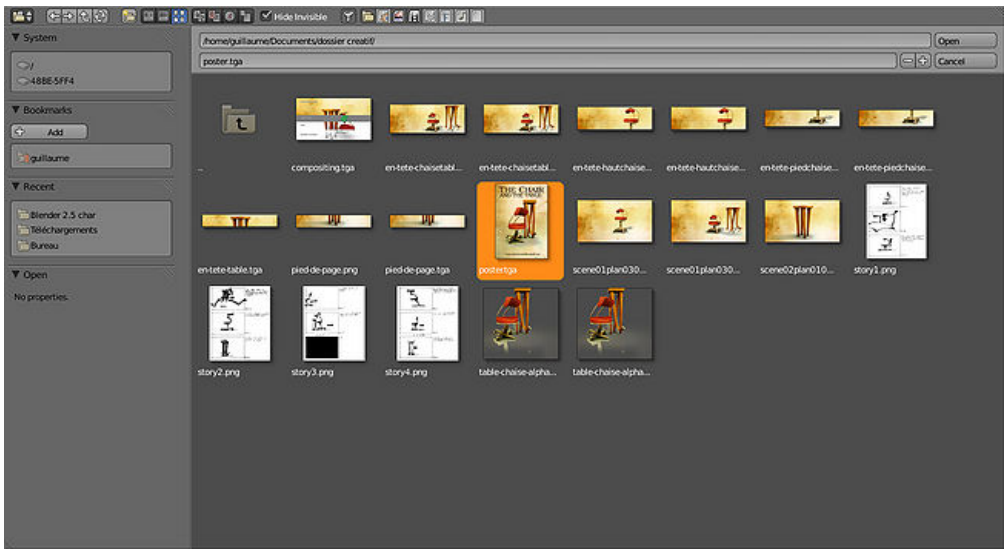 Hide Invisible
System
/
48BE-5FF4
Bookmarks
Add
guillaume
Recent
Blender 2.5 char
Téléchargements
Bureau
Open
No properties.
/home/guillaume/Documents/dossier creatif/
Open
poster.tga
Cancel
..
compositing.tga
en-tete-chaisetabl...
en-tete-chaisetabl...
en-tete-hautchaise...
en-tete-hautchaise...
en-tete-piedchaise...
en-tete-piedchaise...
THE CHAIR
AND THE TABLE
en-tete-table.tga
pied-de-page.png
pied-de-page.tga
poster.tga
scene01plan030...
scene01plan030...
scene02plan010...
story1.png
story2.png
story3.png
story4.png
table-chaise-alpha...
table-chaise-alpha...